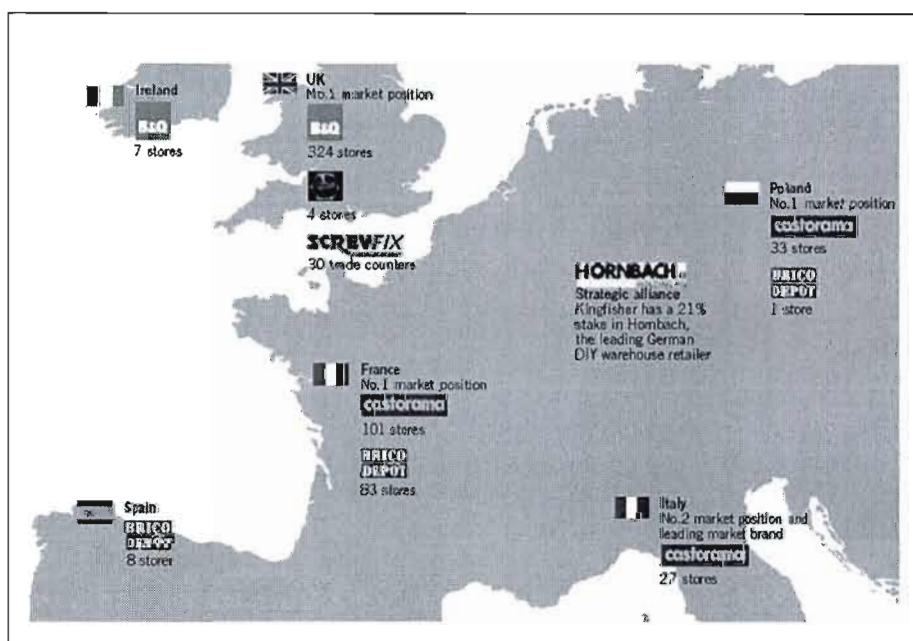 Ireland
B&Q
7 stores
UK
No.1 market position
B&Q
324 stores
4 stores
SCREWFIX
30 trade counters
Poland
No.1 market position
castorama
33 stores
BRICO
DEPOT
1 store
HORNBACH
Strategic alliance
Kingfisher has a 21%
stake in Hornbach,
the leading German
DIY warehouse retailer
France
No.1 market position
castorama
101 stores
BRICO
DEPOT
83 stores
Spain
BRICO
DEPOT
8 storer
Italy
No.2 market position and
leading market brand
castorama
27 stores